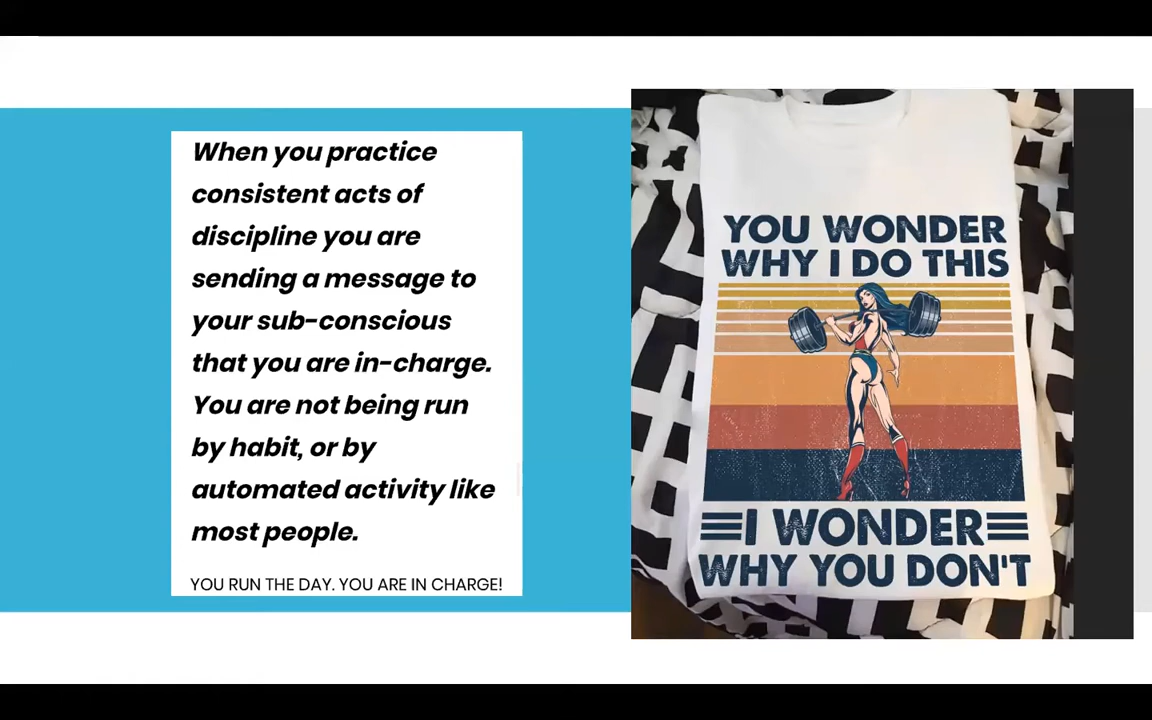 When you practice
consistent acts of
discipline you are
sending a message to
your sub-conscious
that you are in-charge.
You are not being run
by habit, or by
automated activity like
most people.
YOU RUN THE DAY. YOU ARE IN CHARGE!
YOU WONDER
WHY I DO THIS
I WONDER
WHY YOU DON'T